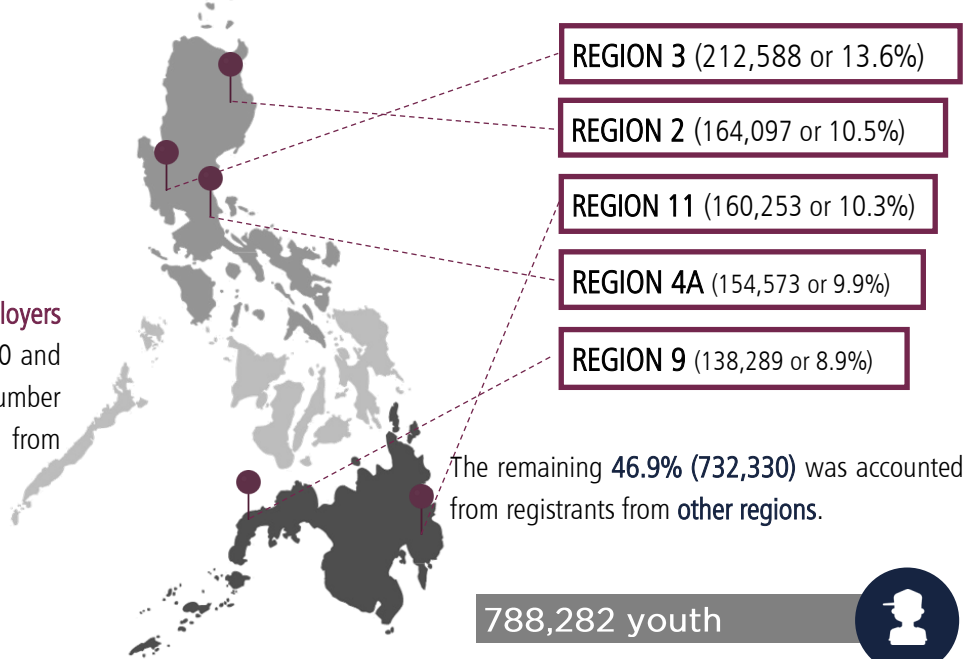 REGION 3 (212,588 or 13.6%)
REGION 2 (164,097 or 10.5%)
REGION 11 (160,253 or 10.3%)
REGION 4A (154,573 or 9.9%)
REGION 9 (138,289 or 8.9%)
loyers
0 and
umber
from
The remaining 46.9% (732,330) was accounted
from registrants from other regions.
788,282 youth